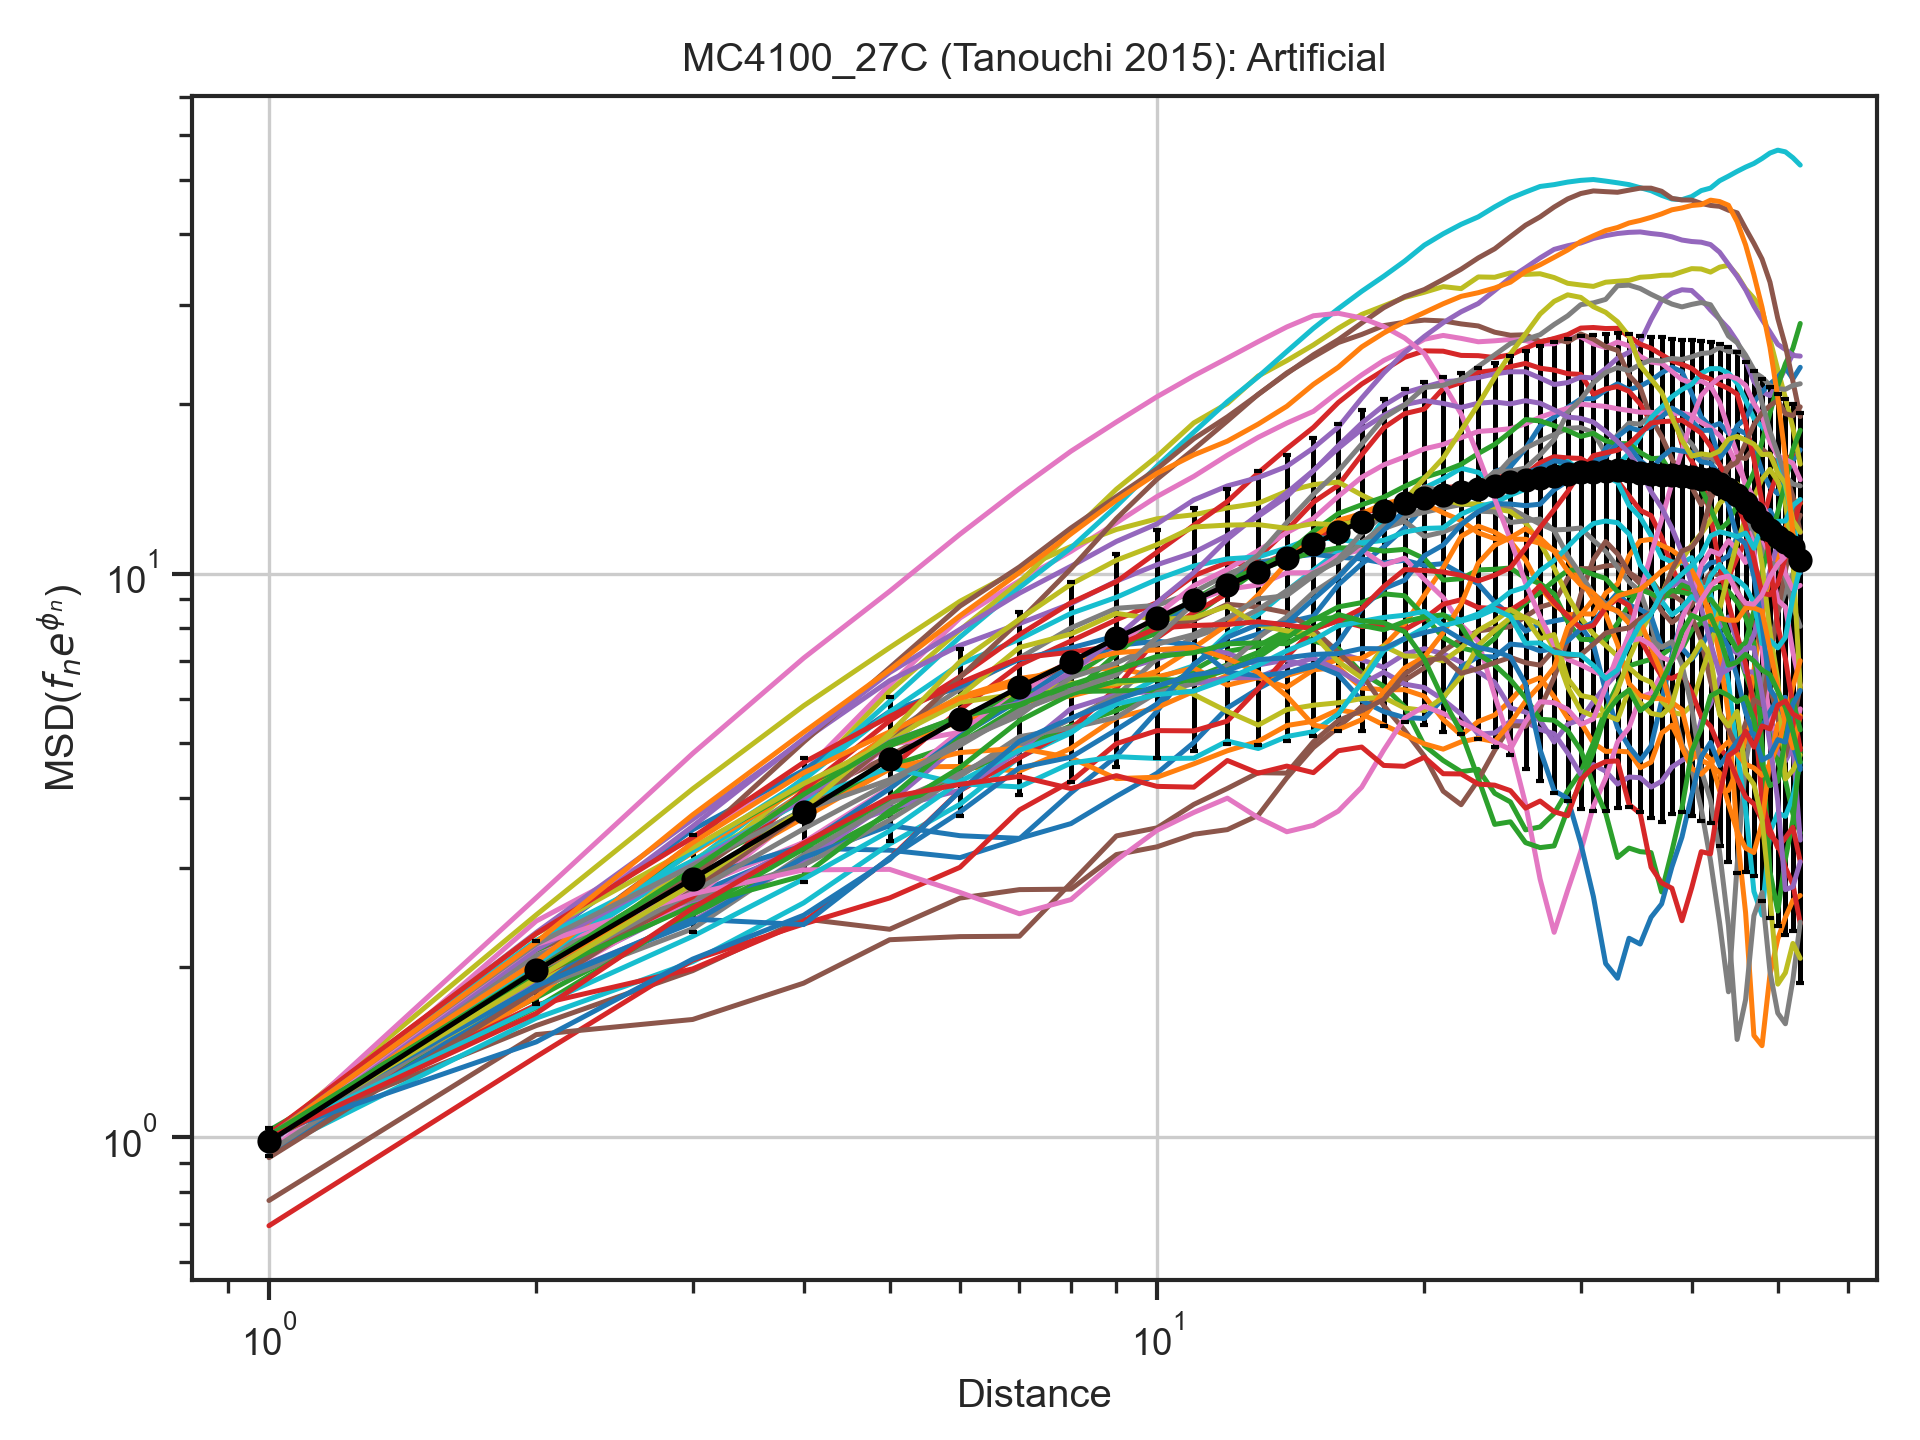 MC4100_27C (Tanouchi 2015): Artificial
MSD(fₙe^ϕₙ)
10¹
10⁰
10⁰
10¹
Distance